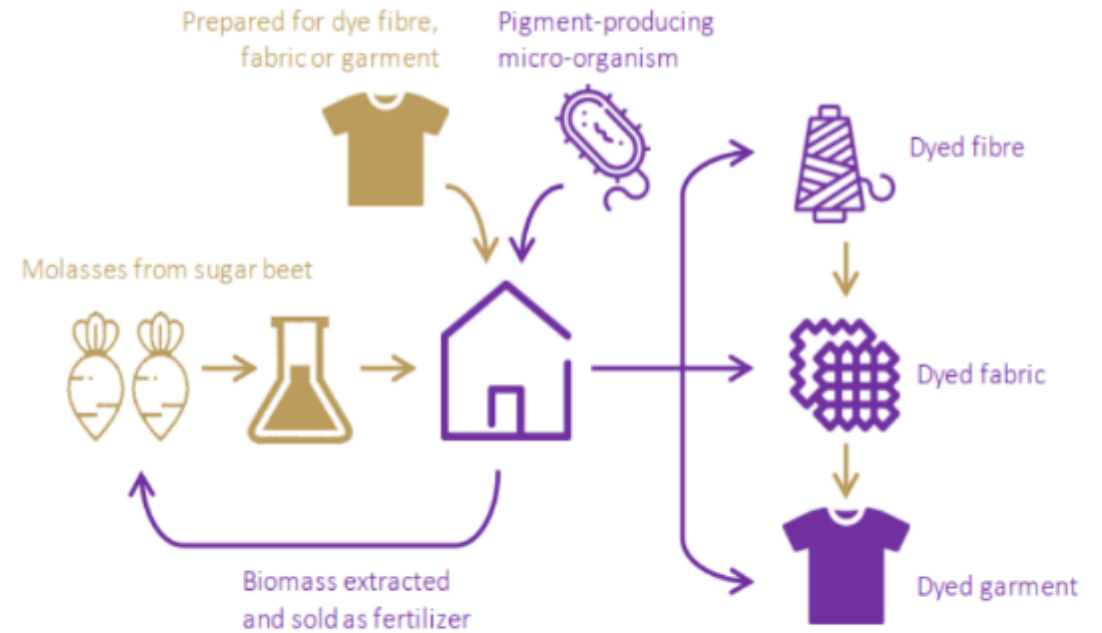 Prepared for dye fibre,
fabric or garment
Pigment-producing
micro-organism
Dyed fibre
Molasses from sugar beet
Dyed fabric
Biomass extracted
and sold as fertilizer
Dyed garment